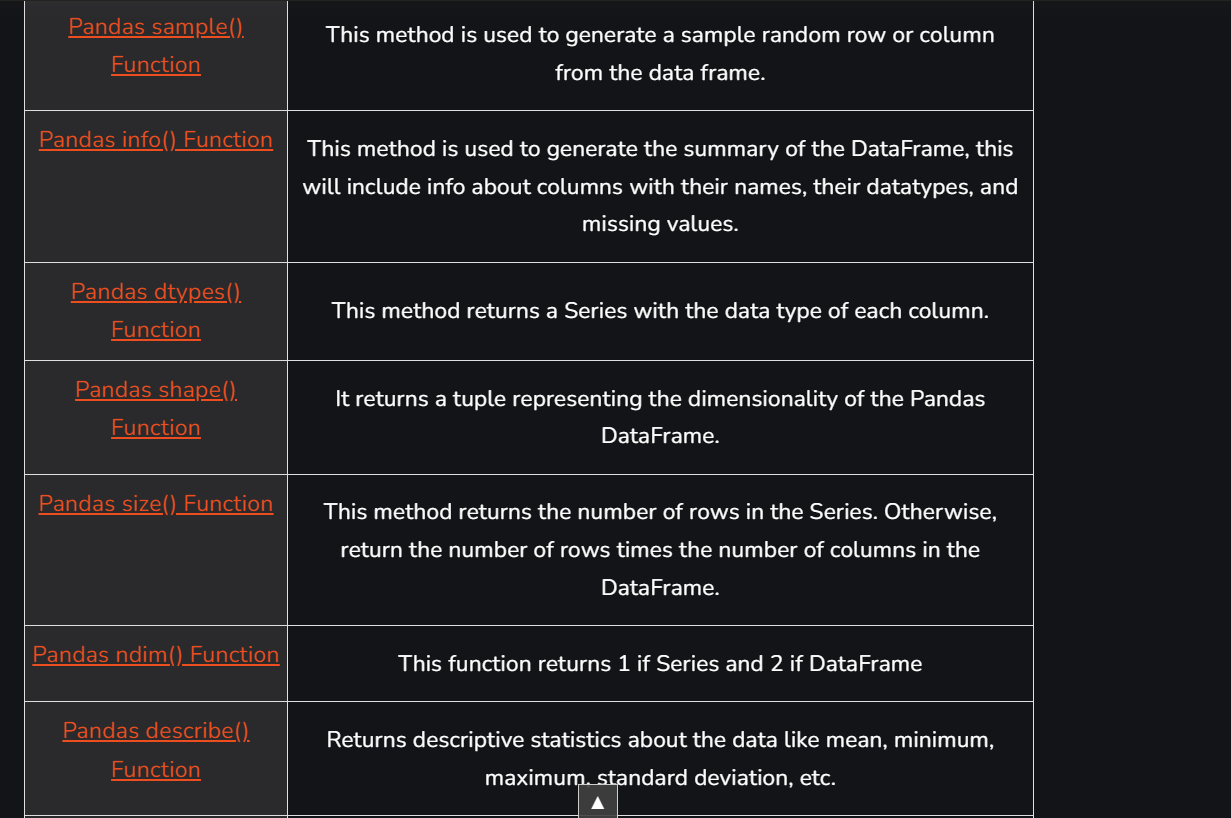 Pandas sample()
Function
This method is used to generate a sample random row or column
from the data frame.
Pandas info() Function
This method is used to generate the summary of the DataFrame, this
will include info about columns with their names, their datatypes, and
missing values.
Pandas dtypes()
Function
This method returns a Series with the data type of each column.
Pandas shape()
Function
It returns a tuple representing the dimensionality of the Pandas
DataFrame.
Pandas size() Function
This method returns the number of rows in the Series. Otherwise,
return the number of rows times the number of columns in the
DataFrame.
Pandas ndim() Function
This function returns 1 if Series and 2 if DataFrame
Pandas describe()
Function
Returns descriptive statistics about the data like mean, minimum,
maximum, standard deviation, etc.